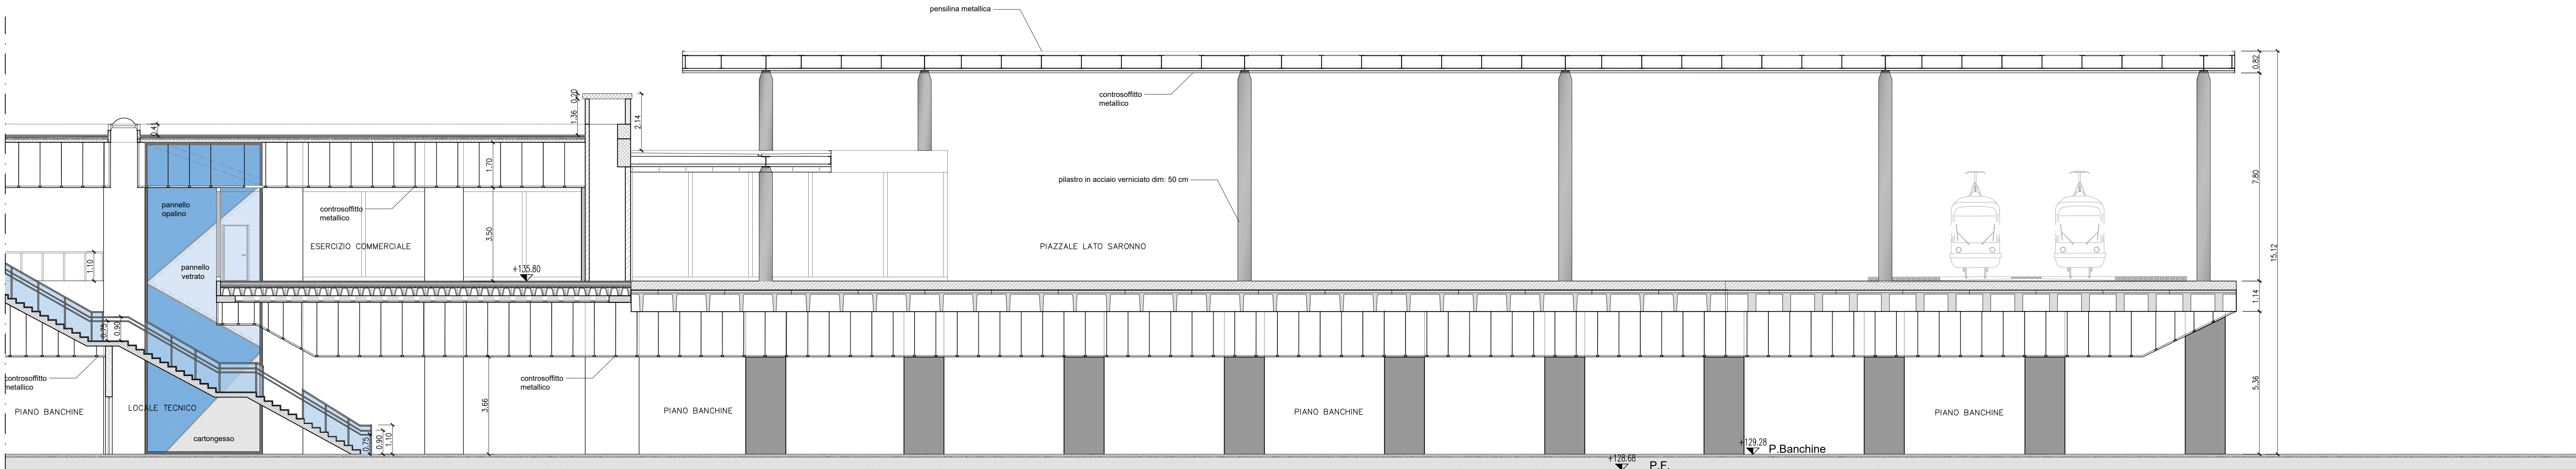 pensilina metallica
0.82
0.20
1.36
2.14
controsoffitto
metallico
0.41
1.70
7.80
pilastro in acciaio verniciato dim: 50 cm
pannello
opalino
controsoffitto
metallico
3.50
ESERCIZIO COMMERCIALE
PIAZZALE LATO SARONNO
15.12
1.10
pannello
vetrato
+135.80
1.14
0.75
0.90
controsoffitto
metallico
controsoffitto
metallico
5.36
LOCALE TECNICO
3.66
PIANO BANCHINE
PIANO BANCHINE
PIANO BANCHINE
PIANO BANCHINE
cartongesso
0.75
0.90
1.10
+129.28
P.Banchine
+128.68
P.F.